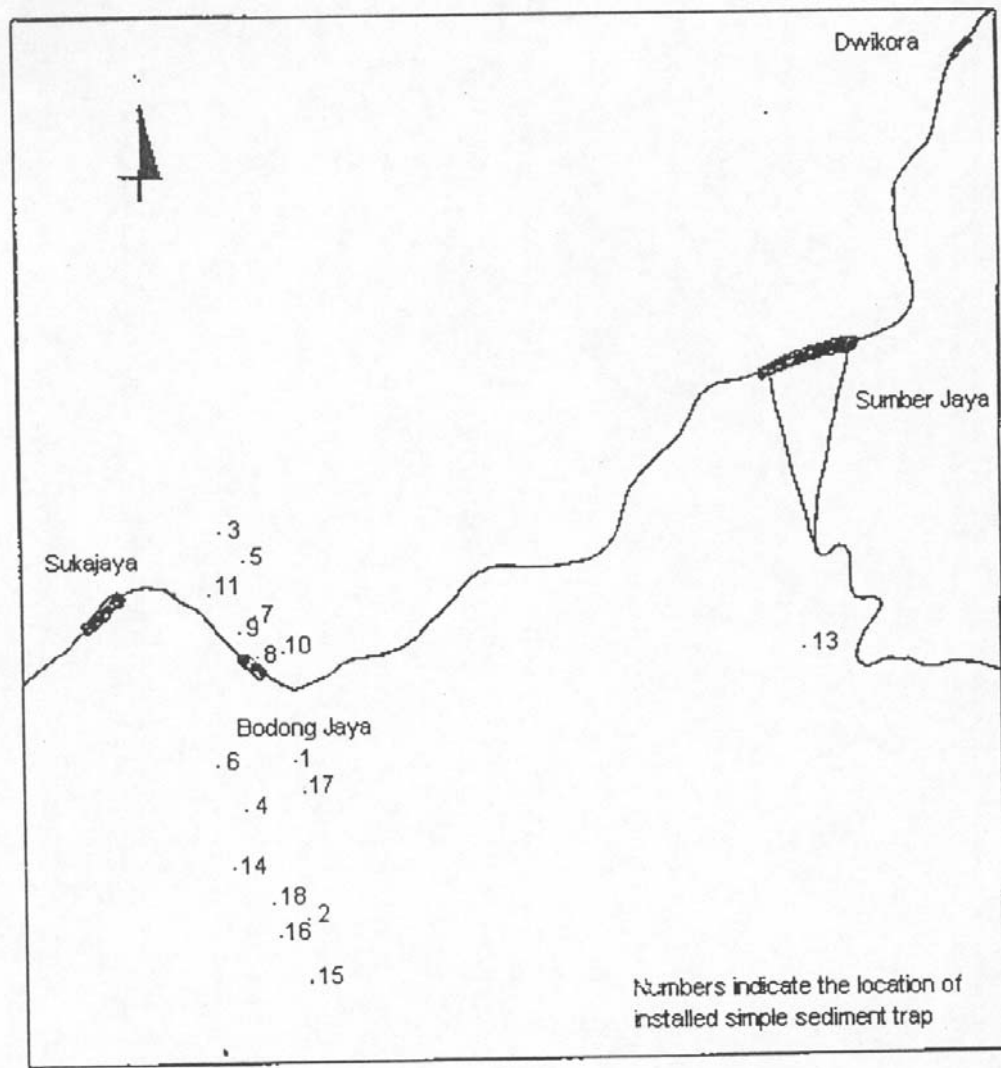 Dwikora
Sumber Jaya
.3
.5
Sukajaya
.11
.7
.9
.10
8
.13
Bodong Jaya
.6
.1
.17
.4
.14
.18
.2
.16
.15
Numbers indicate the location of
installed simple sediment trap